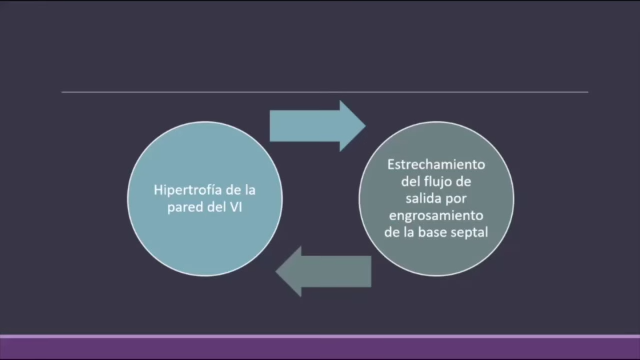 Hipertrofía de la
pared del VI
Estrechamiento
del flujo de
salida por
engrosamiento
de la base septal